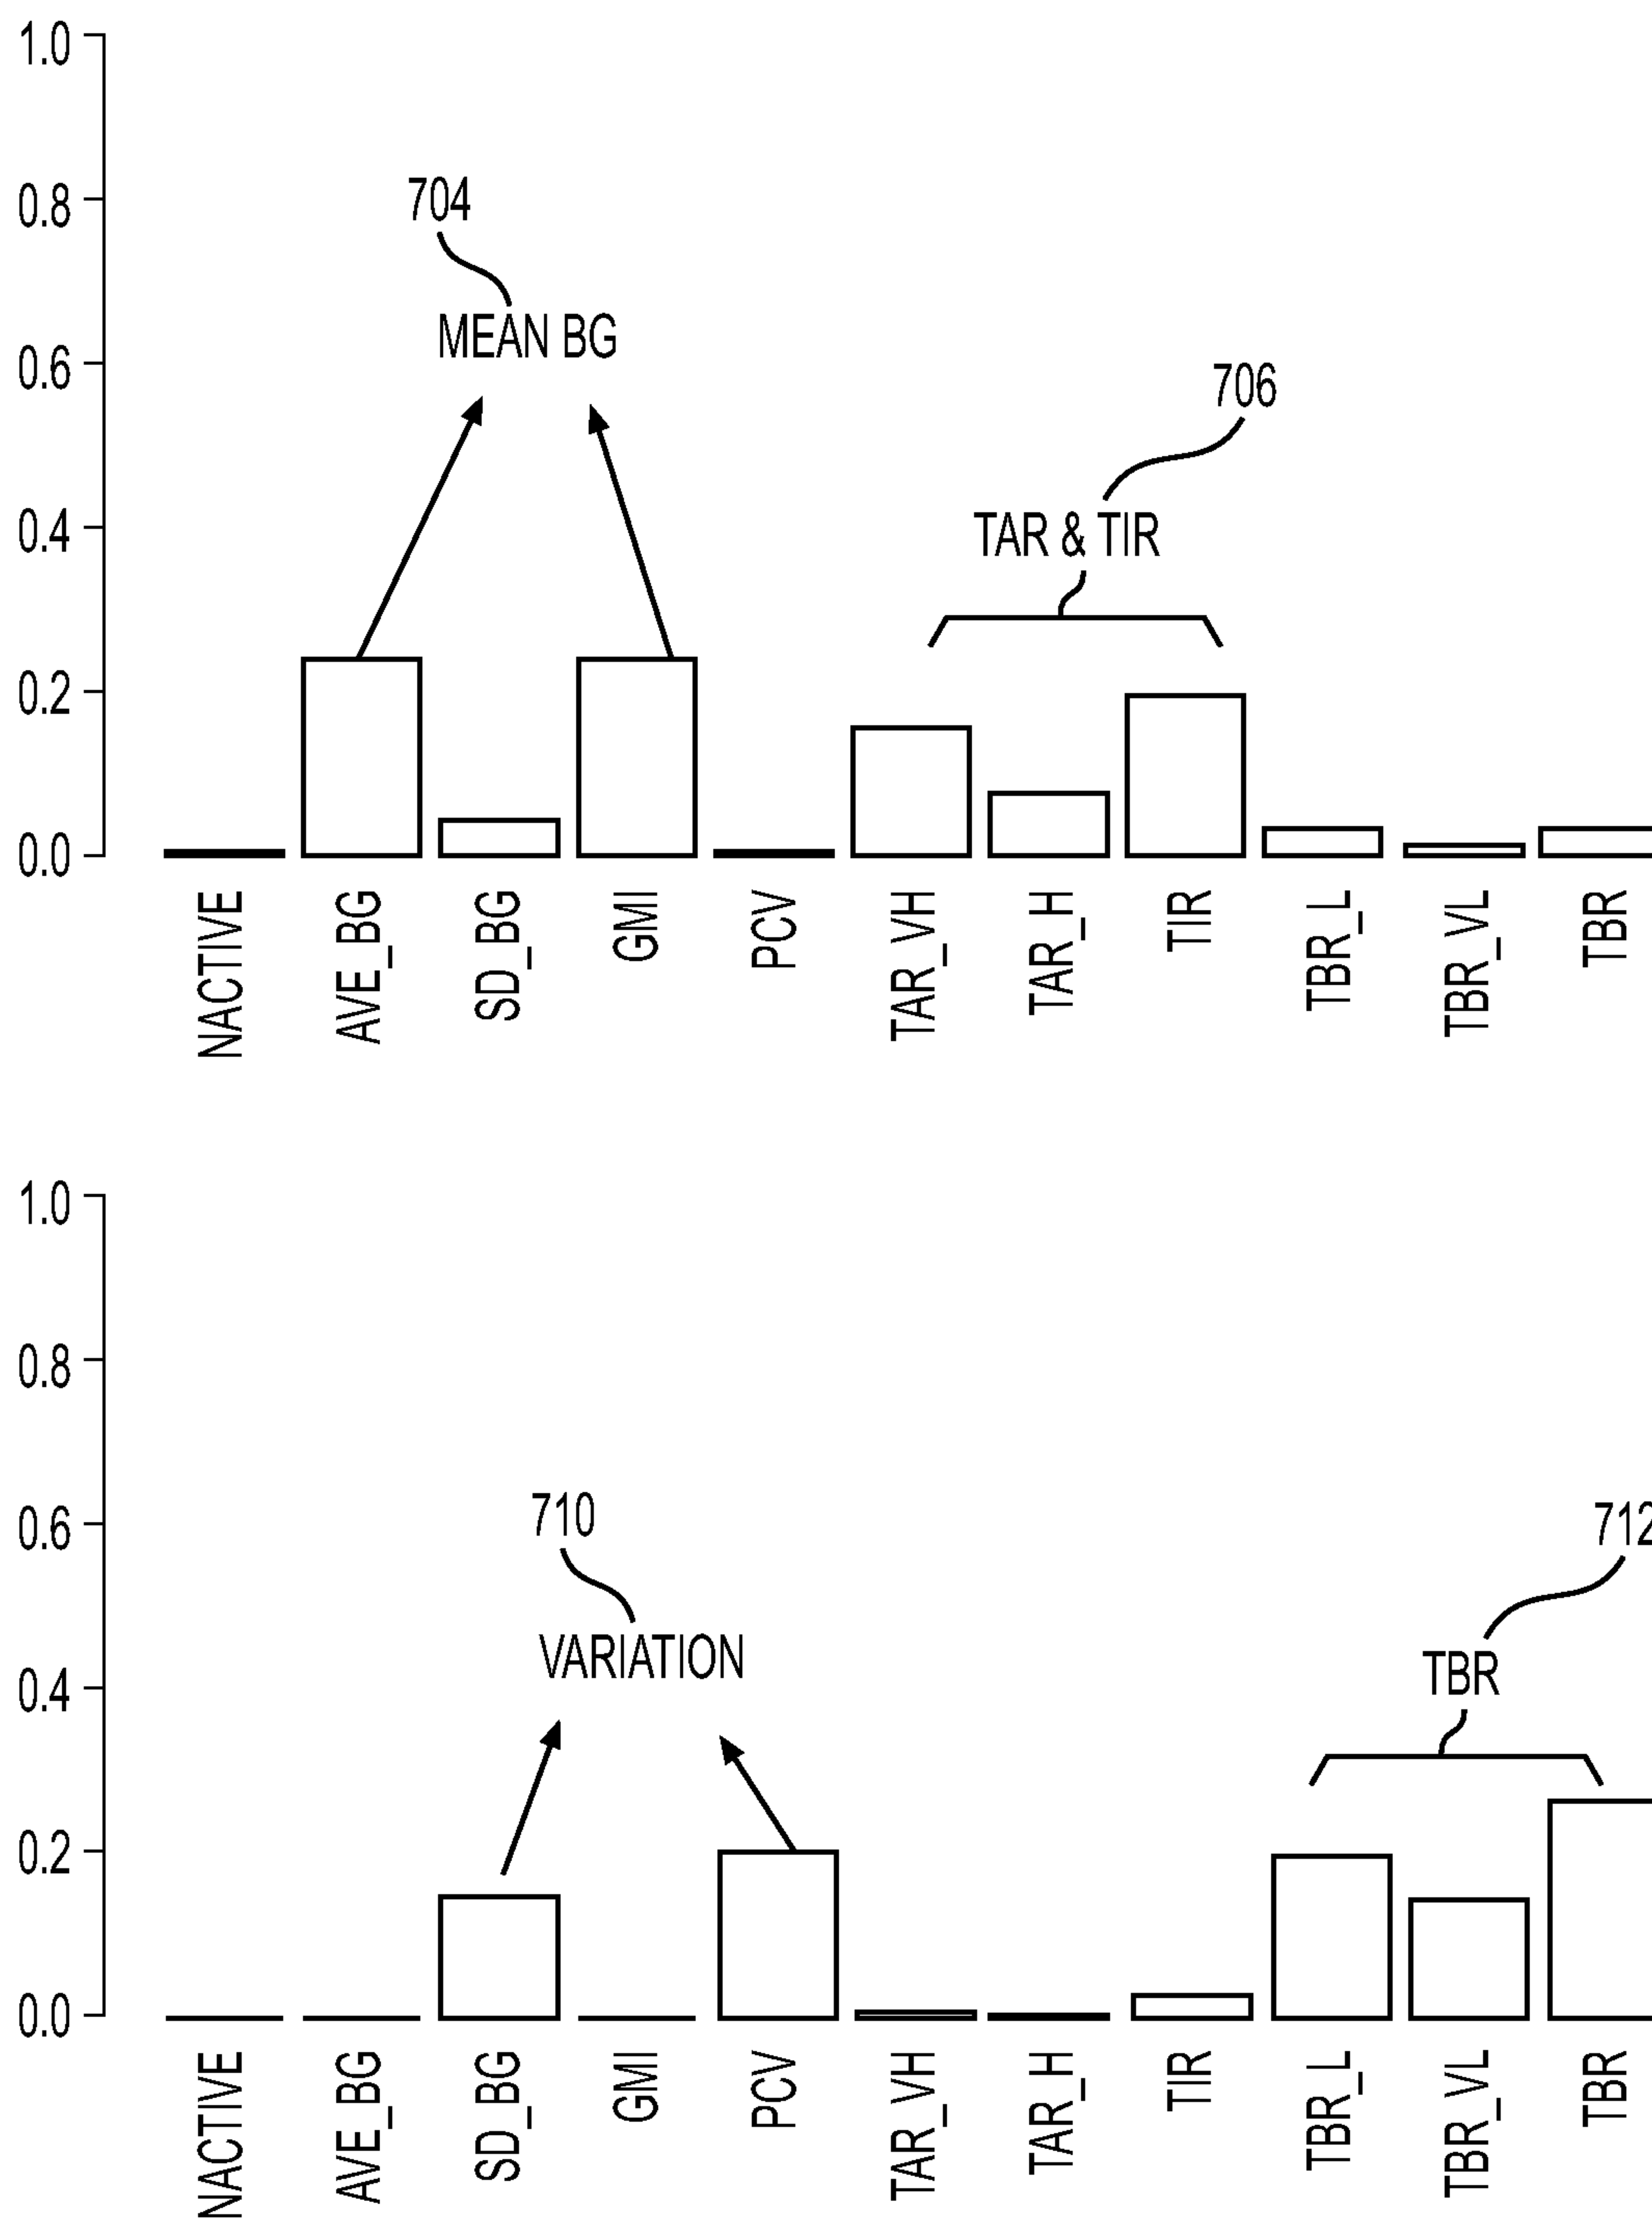 1.0
0.8
0.6
0.4
0.2
0.0
704
MEAN BG
706
TAR & TIR
NACTIVE
AVE_BG
SD_BG
GMI
PCV
TAR_VH
TAR_H
TIR
TBR_L
TBR_VL
TBR
1.0
0.8
0.6
0.4
0.2
0.0
710
VARIATION
712
TBR
NACTIVE
AVE_BG
SD_BG
GMI
PCV
TAR_VH
TAR_H
TIR
TBR_L
TBR_VL
TBR